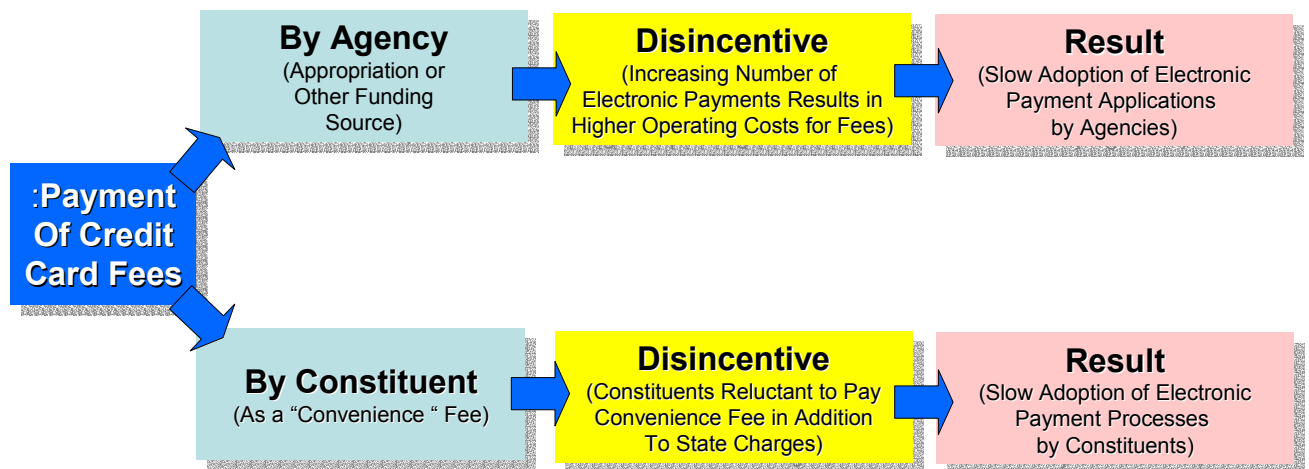 :Payment
Of Credit
Card Fees
By Agency
(Appropriation or
Other Funding
Source)
Disincentive
(Increasing Number of
Electronic Payments Results in
Higher Operating Costs for Fees)
Result
(Slow Adoption of Electronic
Payment Applications
by Agencies)
By Constituent
(As a “Convenience “ Fee)
Disincentive
(Constituents Reluctant to Pay
Convenience Fee in Addition
To State Charges)
Result
(Slow Adoption of Electronic
Payment Processes
by Constituents)